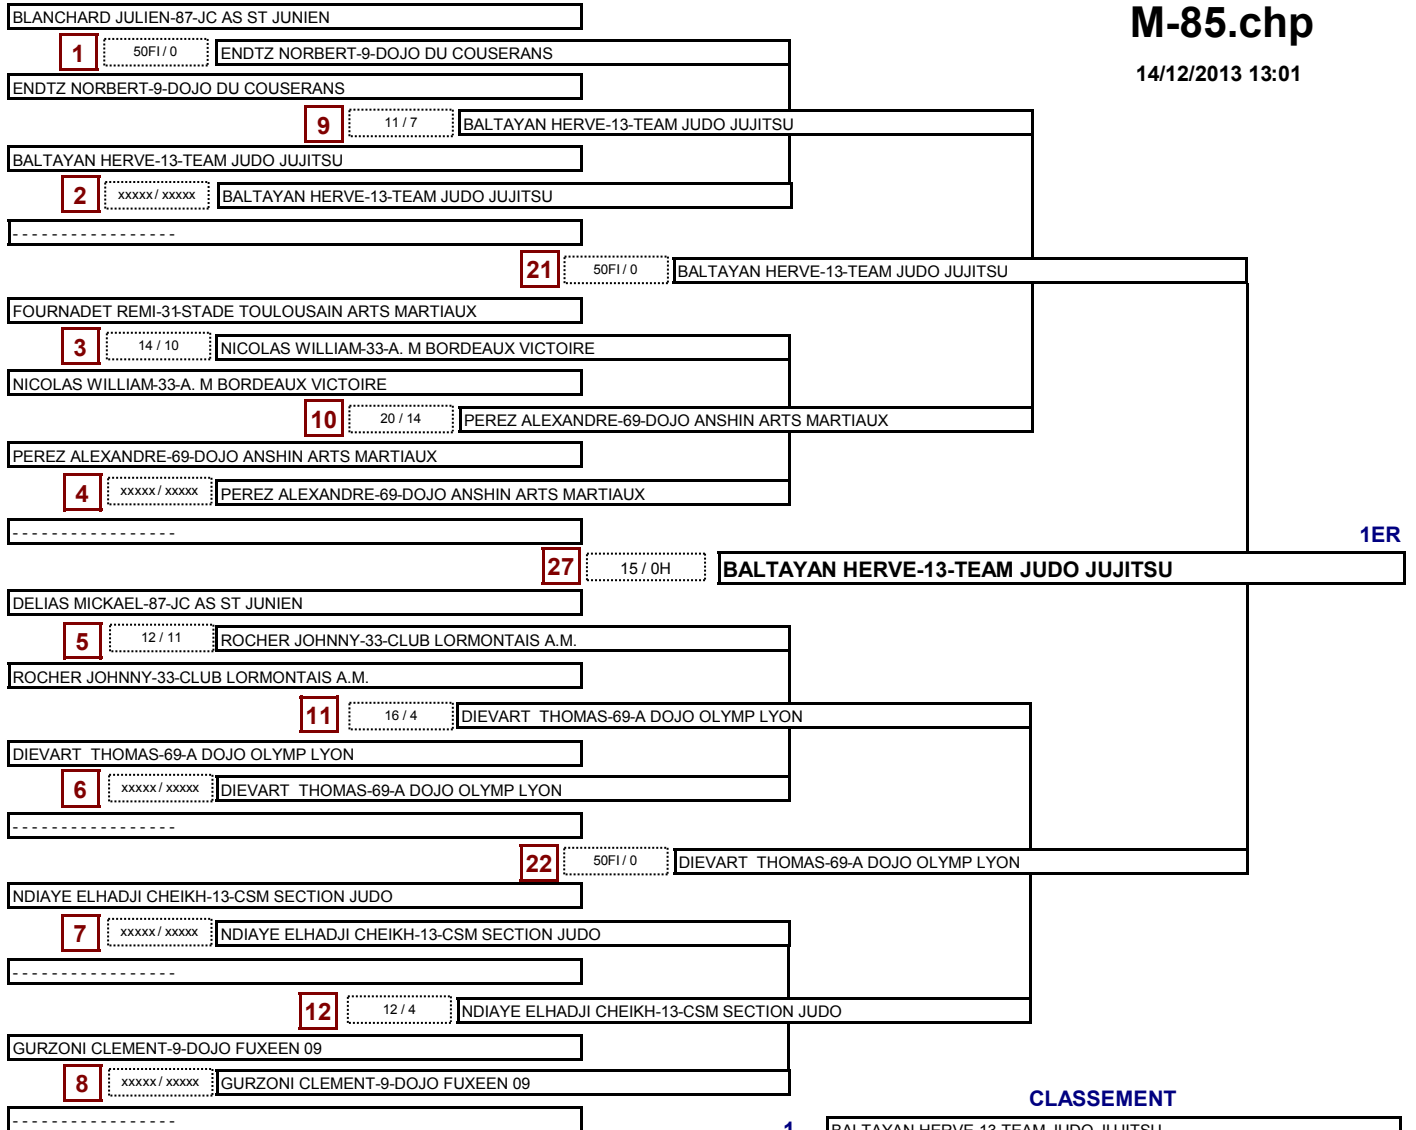 M-85.chp
14/12/2013 13:01
BLANCHARD JULIEN-87-JC AS ST JUNIEN
1 50FI / 0 ENDTZ NORBERT-9-DOJO DU COUSERANS
ENDTZ NORBERT-9-DOJO DU COUSERANS
9 11 / 7 BALTAYAN HERVE-13-TEAM JUDO JUJITSU
BALTAYAN HERVE-13-TEAM JUDO JUJITSU
2 xxxxx / xxxxx BALTAYAN HERVE-13-TEAM JUDO JUJITSU
- - - - - - - - - - - - - - - - -
21 50FI / 0 BALTAYAN HERVE-13-TEAM JUDO JUJITSU
FOURNADET REMI-31-STADE TOULOUSAIN ARTS MARTIAUX
3 14 / 10 NICOLAS WILLIAM-33-A. M BORDEAUX VICTOIRE
NICOLAS WILLIAM-33-A. M BORDEAUX VICTOIRE
10 20 / 14 PEREZ ALEXANDRE-69-DOJO ANSHIN ARTS MARTIAUX
PEREZ ALEXANDRE-69-DOJO ANSHIN ARTS MARTIAUX
4 xxxxx / xxxxx PEREZ ALEXANDRE-69-DOJO ANSHIN ARTS MARTIAUX
- - - - - - - - - - - - - - - - -
1ER
27 15 / 0H BALTAYAN HERVE-13-TEAM JUDO JUJITSU
DELIAS MICKAEL-87-JC AS ST JUNIEN
5 12 / 11 ROCHER JOHNNY-33-CLUB LORMONTAIS A.M.
ROCHER JOHNNY-33-CLUB LORMONTAIS A.M.
11 16 / 4 DIEVART  THOMAS-69-A DOJO OLYMP LYON
DIEVART  THOMAS-69-A DOJO OLYMP LYON
6 xxxxx / xxxxx DIEVART  THOMAS-69-A DOJO OLYMP LYON
- - - - - - - - - - - - - - - - -
22 50FI / 0 DIEVART  THOMAS-69-A DOJO OLYMP LYON
NDIAYE ELHADJI CHEIKH-13-CSM SECTION JUDO
7 xxxxx / xxxxx NDIAYE ELHADJI CHEIKH-13-CSM SECTION JUDO
- - - - - - - - - - - - - - - - -
12 12 / 4 NDIAYE ELHADJI CHEIKH-13-CSM SECTION JUDO
GURZONI CLEMENT-9-DOJO FUXEEN 09
8 xxxxx / xxxxx GURZONI CLEMENT-9-DOJO FUXEEN 09
- - - - - - - - - - - - - - - - -
CLASSEMENT
1 BALTAYAN HERVE-13-TEAM JUDO JUJITSU